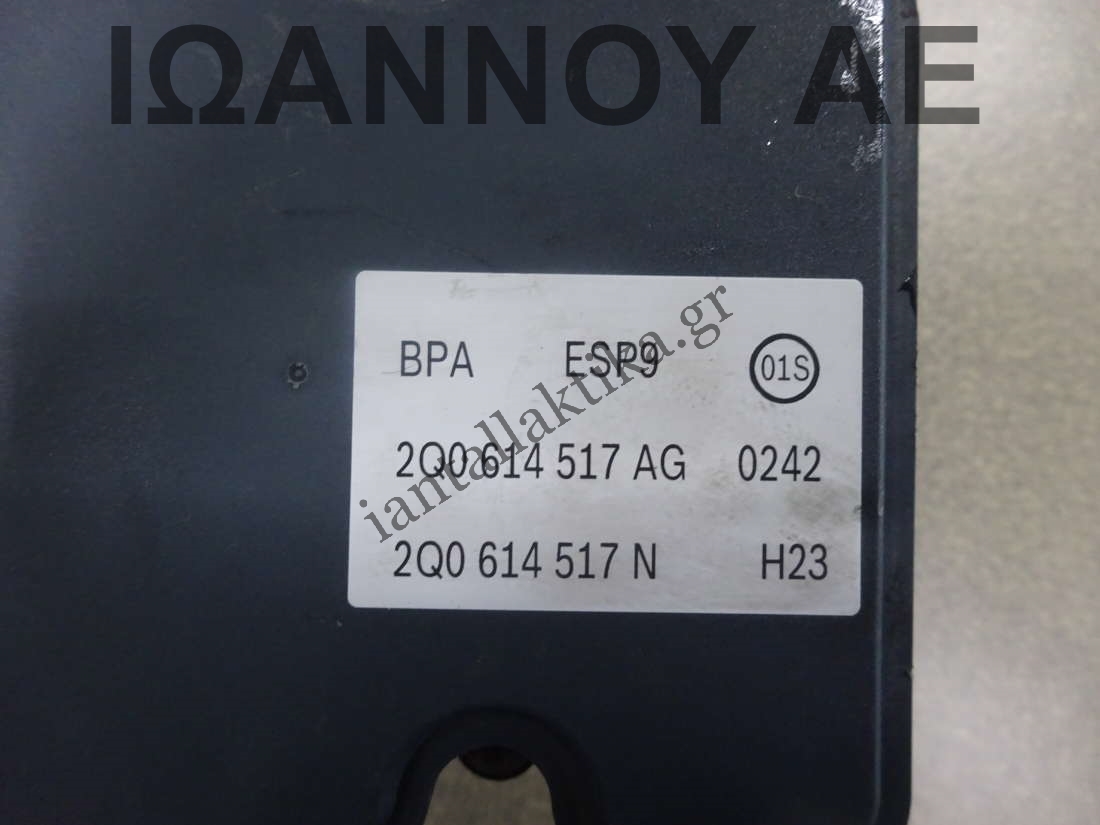 ΙΩΑΝΝΟΥ ΑΕ
BPA ESP9 01S
2Q0 614 517 AG 0242
2Q0 614 517 N H23
iantallaktika.gr